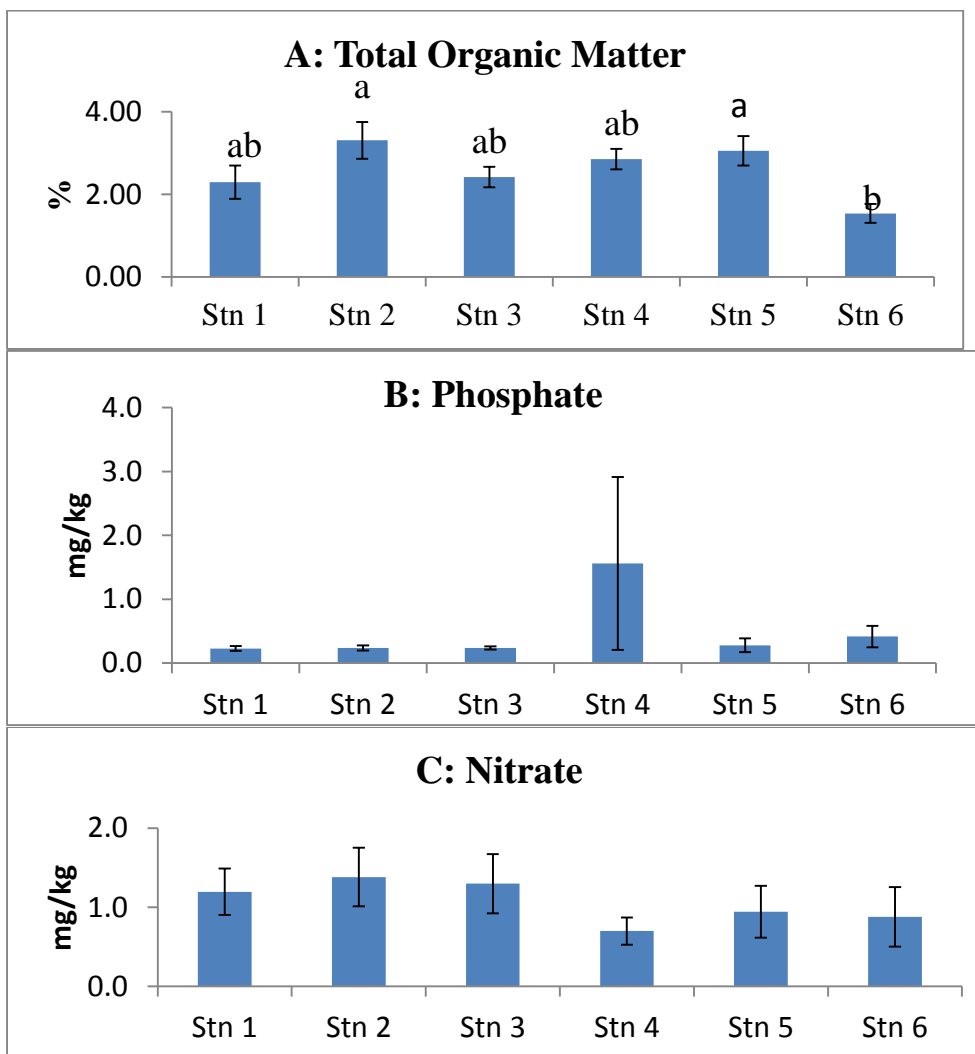 A: Total Organic Matter
4.00
2.00
0.00
%
ab
a
ab
ab
a
b
Stn 1 Stn 2 Stn 3 Stn 4 Stn 5 Stn 6
B: Phosphate
4.0
3.0
2.0
1.0
0.0
mg/kg
Stn 1 Stn 2 Stn 3 Stn 4 Stn 5 Stn 6
C: Nitrate
2.0
1.0
0.0
mg/kg
Stn 1 Stn 2 Stn 3 Stn 4 Stn 5 Stn 6